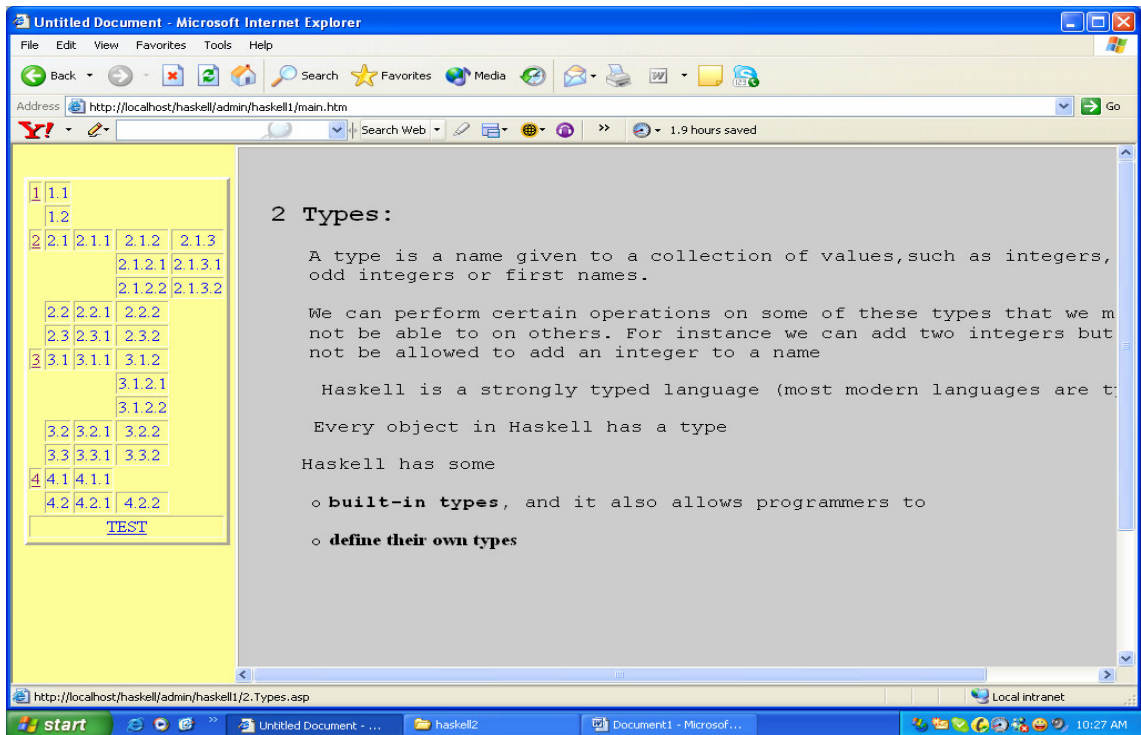 Untitled Document - Microsoft Internet Explorer
File Edit View Favorites Tools Help
Back Search Favorites Media
Address http://localhost/haskell/admin/haskell1/main.htm Go
Y! Search Web 1.9 hours saved
1 1.1
1.2
2 2.1 2.1.1 2.1.2 2.1.3
2.1.2.1 2.1.3.1
2.1.2.2 2.1.3.2
2.2 2.2.1 2.2.2
2.3 2.3.1 2.3.2
3 3.1 3.1.1 3.1.2
3.1.2.1
3.1.2.2
3.2 3.2.1 3.2.2
3.3 3.3.1 3.3.2
4 4.1 4.1.1
4.2 4.2.1 4.2.2
TEST
2 Types:
A type is a name given to a collection of values,such as integers,
odd integers or first names.
We can perform certain operations on some of these types that we m
not be able to on others. For instance we can add two integers but
not be allowed to add an integer to a name
Haskell is a strongly typed language (most modern languages are t
Every object in Haskell has a type
Haskell has some
o built-in types, and it also allows programmers to
o define their own types
http://localhost/haskell/admin/haskell1/2.Types.asp Local intranet
start Untitled Document - ... haskell2 Document1 - Microsof... 10:27 AM